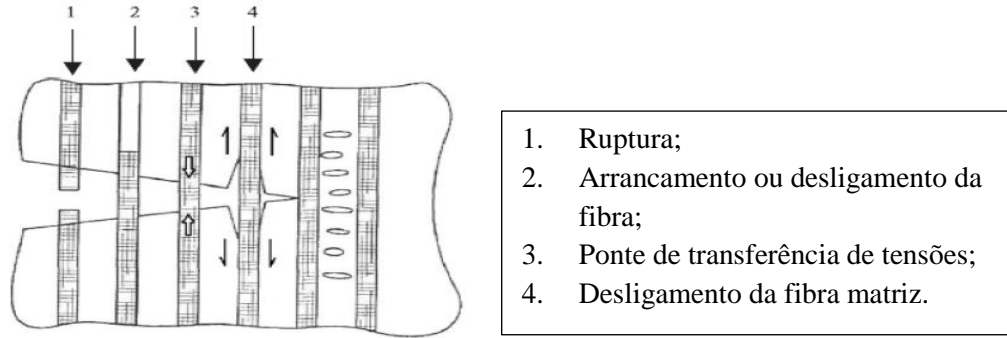 1 2 3 4
1. Ruptura;
2. Arrancamento ou desligamento da
fibra;
3. Ponte de transferência de tensões;
4. Desligamento da fibra matriz.